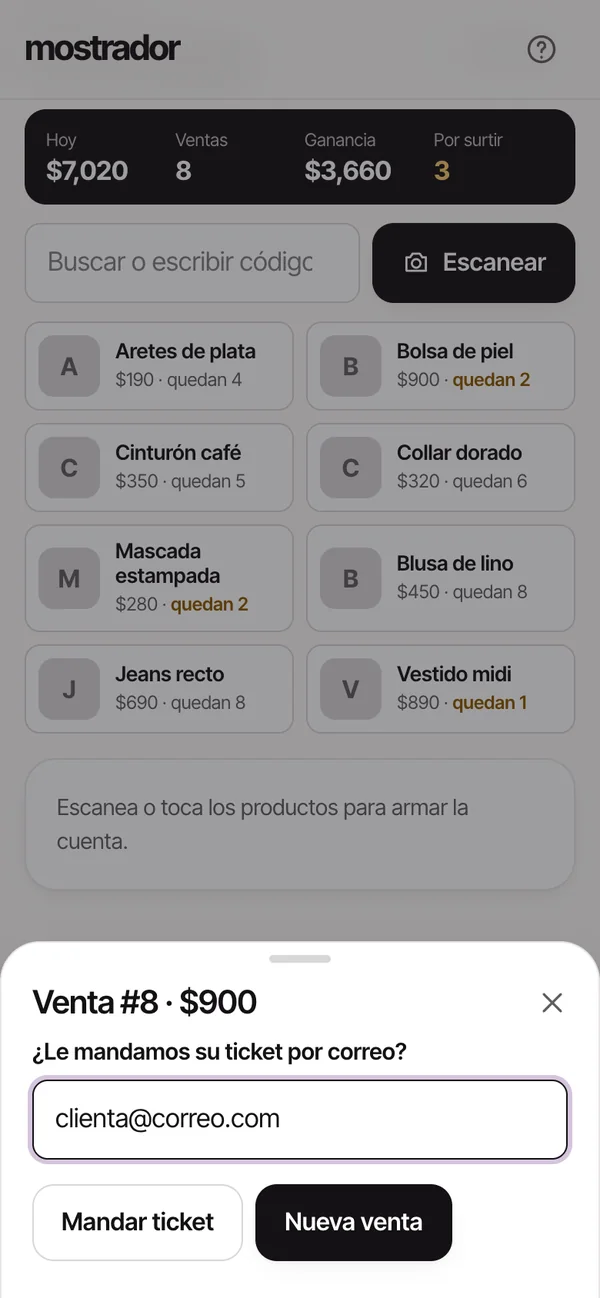 mostrador
Hoy
$7,020
Ventas
8
Ganancia
$3,660
Por surtir
3
Buscar o escribir código
Escanear
A
Aretes de plata
$190 · quedan 4
B
Bolsa de piel
$900 · quedan 2
C
Cinturón café
$350 · quedan 5
C
Collar dorado
$320 · quedan 6
M
Mascada
estampada
$280 · quedan 2
B
Blusa de lino
$450 · quedan 8
J
Jeans recto
$690 · quedan 8
V
Vestido midi
$890 · quedan 1
Escanea o toca los productos para armar la
cuenta.
Venta #8 · $900
¿Le mandamos su ticket por correo?
clienta@correo.com
Mandar ticket
Nueva venta